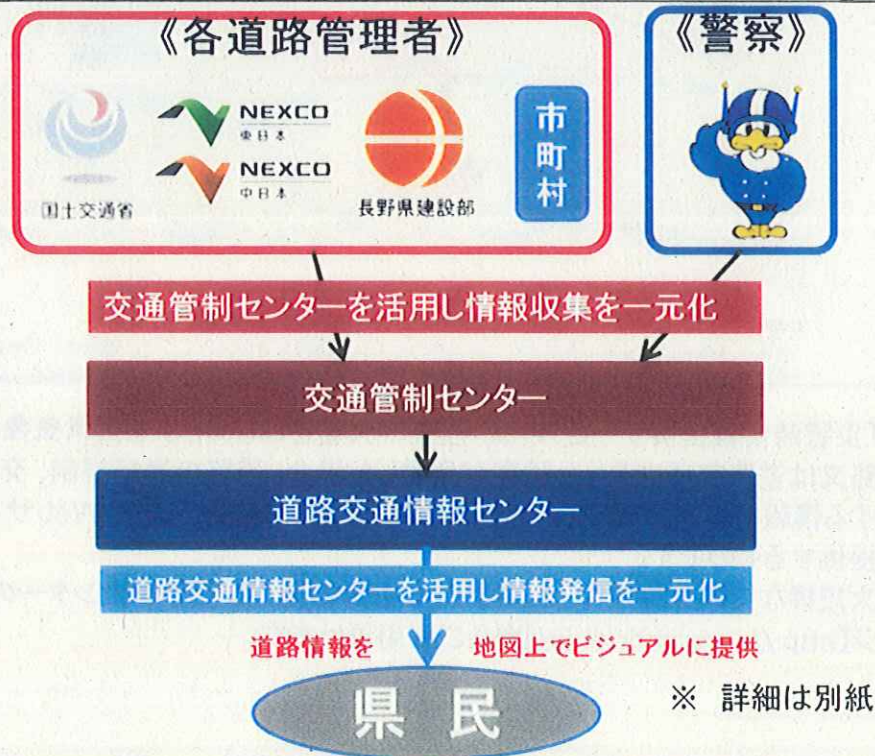 《各道路管理者》
《警察》
国土交通省
NEXCO
東日本
NEXCO
中日本
長野県建設部
市町村
交通管制センターを活用し情報収集を一元化
交通管制センター
道路交通情報センター
道路交通情報センターを活用し情報発信を一元化
道路情報を
地図上でビジュアルに提供
県民
※ 詳細は別紙